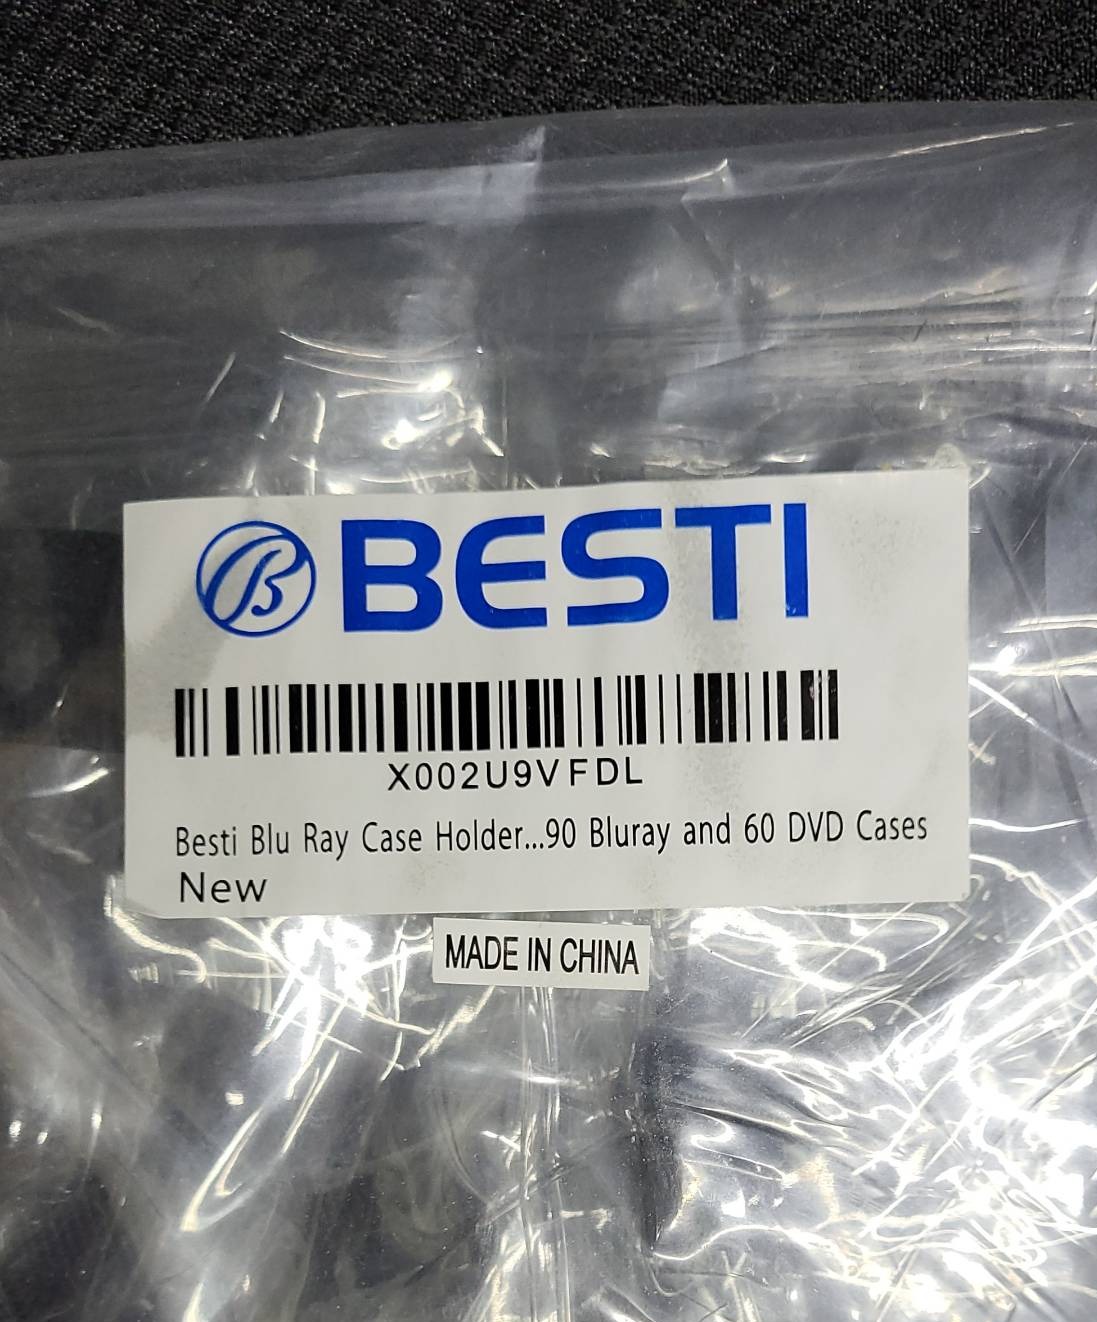 B BESTI
X002U9VFDL
Besti Blu Ray Case Holder...90 Bluray and 60 DVD Cases
New
MADE IN CHINA